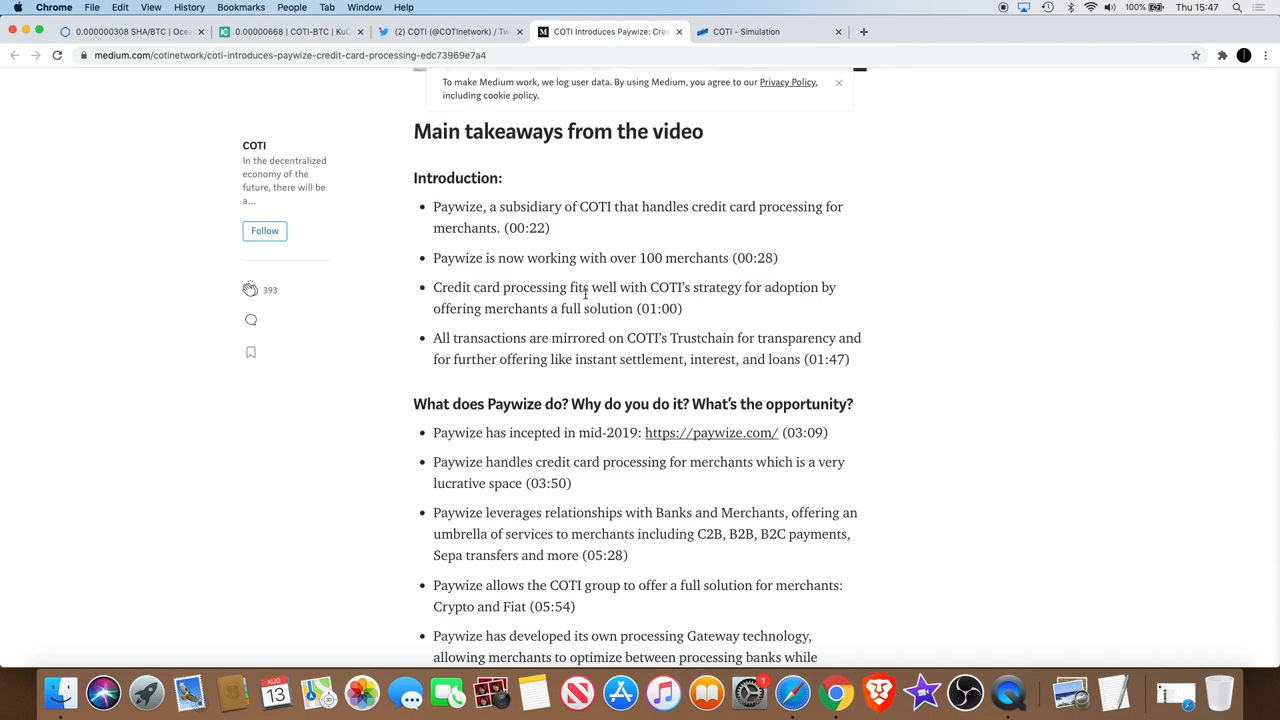 Chrome File Edit View History Bookmarks People Tab Window Help 100% Thu 15:47
0.00000308 SHA/BTC | Ocea 0.00000668 | COTI-BTC | KuC (2) COTI (@COTInetwork) / Tw COTI Introduces Paywize: Cred COTI - Simulation
medium.com/cotinetwork/coti-introduces-paywize-credit-card-processing-edc73969e7a4
To make Medium work, we log user data. By using Medium, you agree to our Privacy Policy,
including cookie policy.
Main takeaways from the video
COTI
In the decentralized
economy of the
future, there will be
a...
Follow
393
Introduction:
Paywize, a subsidiary of COTI that handles credit card processing for
merchants. (00:22)
Paywize is now working with over 100 merchants (00:28)
Credit card processing fits well with COTI’s strategy for adoption by
offering merchants a full solution (01:00)
All transactions are mirrored on COTI’s Trustchain for transparency and
for further offering like instant settlement, interest, and loans (01:47)
What does Paywize do? Why do you do it? What’s the opportunity?
Paywize has incepted in mid-2019: https://paywize.com/ (03:09)
Paywize handles credit card processing for merchants which is a very
lucrative space (03:50)
Paywize leverages relationships with Banks and Merchants, offering an
umbrella of services to merchants including C2B, B2B, B2C payments,
Sepa transfers and more (05:28)
Paywize allows the COTI group to offer a full solution for merchants:
Crypto and Fiat (05:54)
Paywize has developed its own processing Gateway technology,
allowing merchants to optimize between processing banks while
AUG
13
1